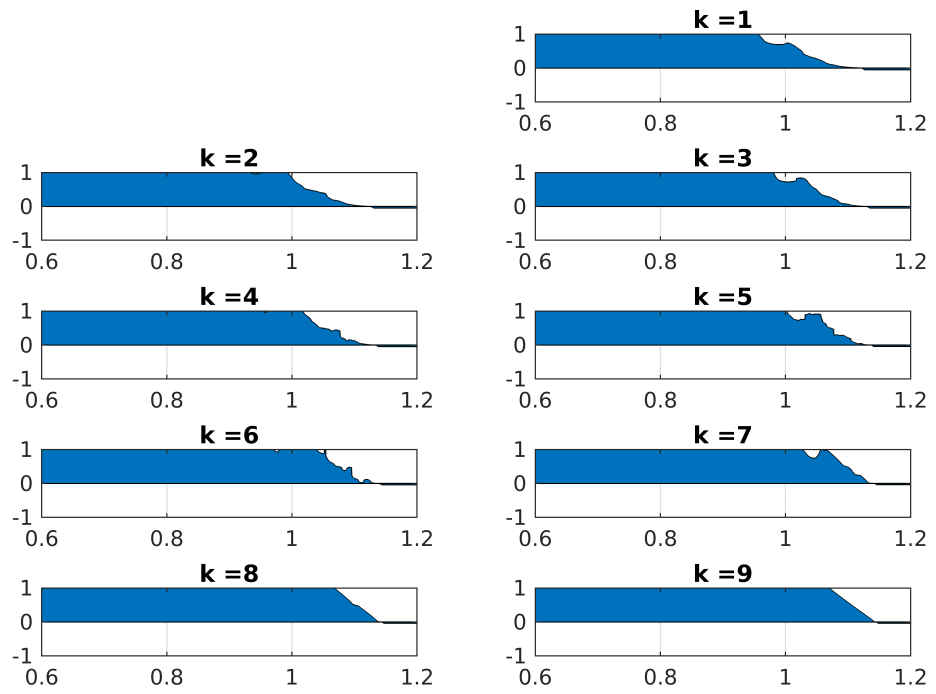 k =1
1
0
-1
0.6 0.8 1 1.2
k =2 k =3
1 1
0 0
-1 -1
0.6 0.8 1 1.2 0.6 0.8 1 1.2
k =4 k =5
1 1
0 0
-1 -1
0.6 0.8 1 1.2 0.6 0.8 1 1.2
k =6 k =7
1 1
0 0
-1 -1
0.6 0.8 1 1.2 0.6 0.8 1 1.2
k =8 k =9
1 1
0 0
-1 -1
0.6 0.8 1 1.2 0.6 0.8 1 1.2